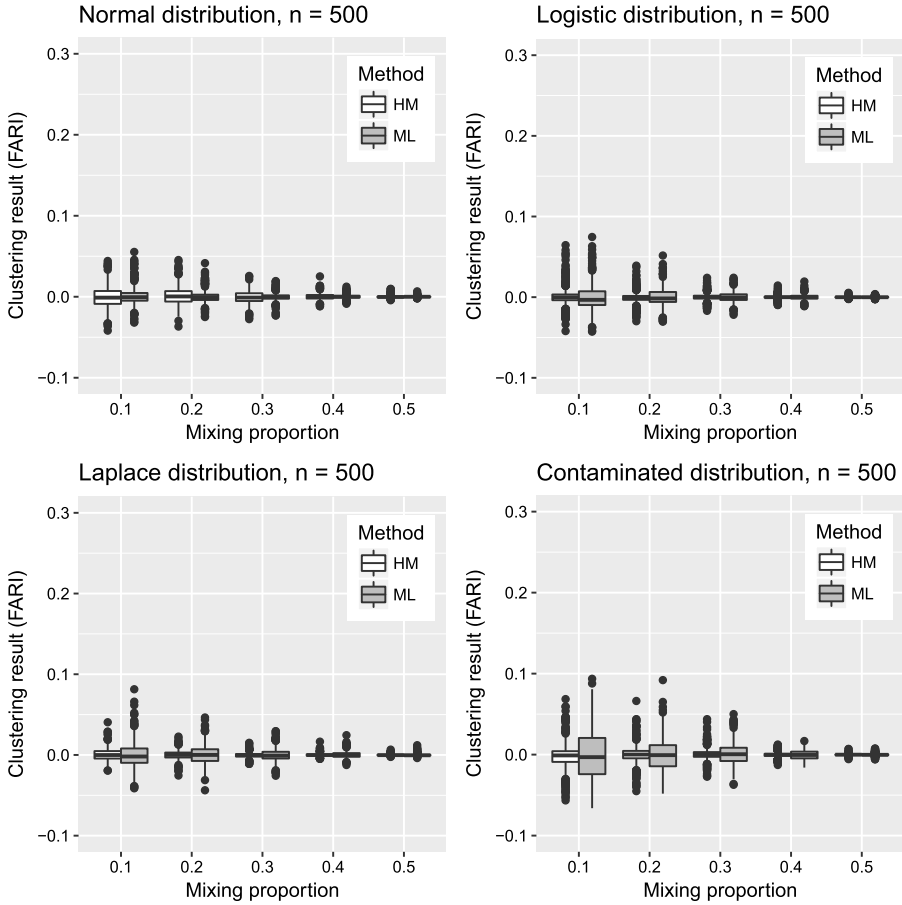 Normal distribution, n = 500
Clustering result (FARI)
0.3
0.2
0.1
0.0
−0.1
Method
HM
ML
0.1 0.2 0.3 0.4 0.5
Mixing proportion
Logistic distribution, n = 500
Clustering result (FARI)
0.3
0.2
0.1
0.0
−0.1
Method
HM
ML
0.1 0.2 0.3 0.4 0.5
Mixing proportion
Laplace distribution, n = 500
Clustering result (FARI)
0.3
0.2
0.1
0.0
−0.1
Method
HM
ML
0.1 0.2 0.3 0.4 0.5
Mixing proportion
Contaminated distribution, n = 500
Clustering result (FARI)
0.3
0.2
0.1
0.0
−0.1
Method
HM
ML
0.1 0.2 0.3 0.4 0.5
Mixing proportion